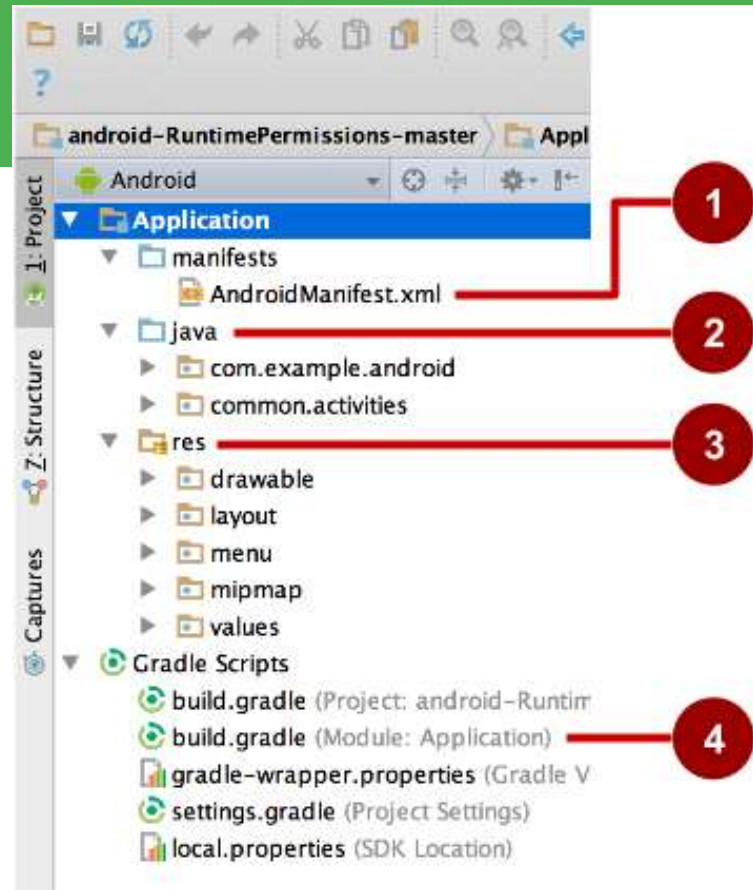 ?
android-RuntimePermissions-master Appl
Android
1: Project
Z: Structure
Captures
Application
manifests
AndroidManifest.xml
1
java
2
com.example.android
common.activities
res
3
drawable
layout
menu
mipmap
values
Gradle Scripts
build.gradle (Project: android-Runtim
build.gradle (Module: Application)
4
gradle-wrapper.properties (Gradle V
settings.gradle (Project Settings)
local.properties (SDK Location)